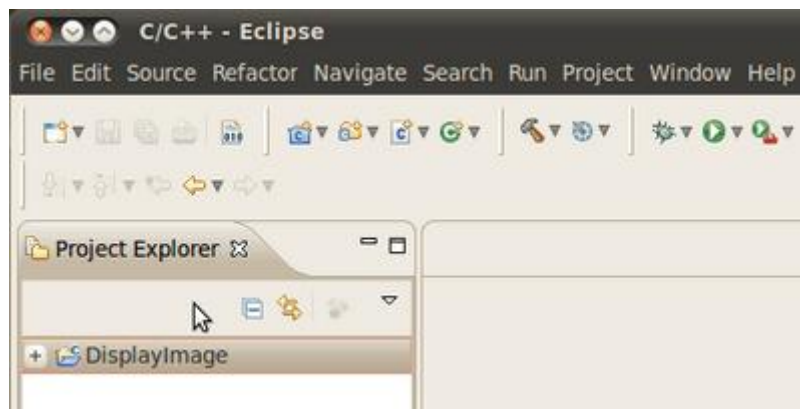 C/C++ - Eclipse
File Edit Source Refactor Navigate Search Run Project Window Help
Project Explorer
DisplayImage